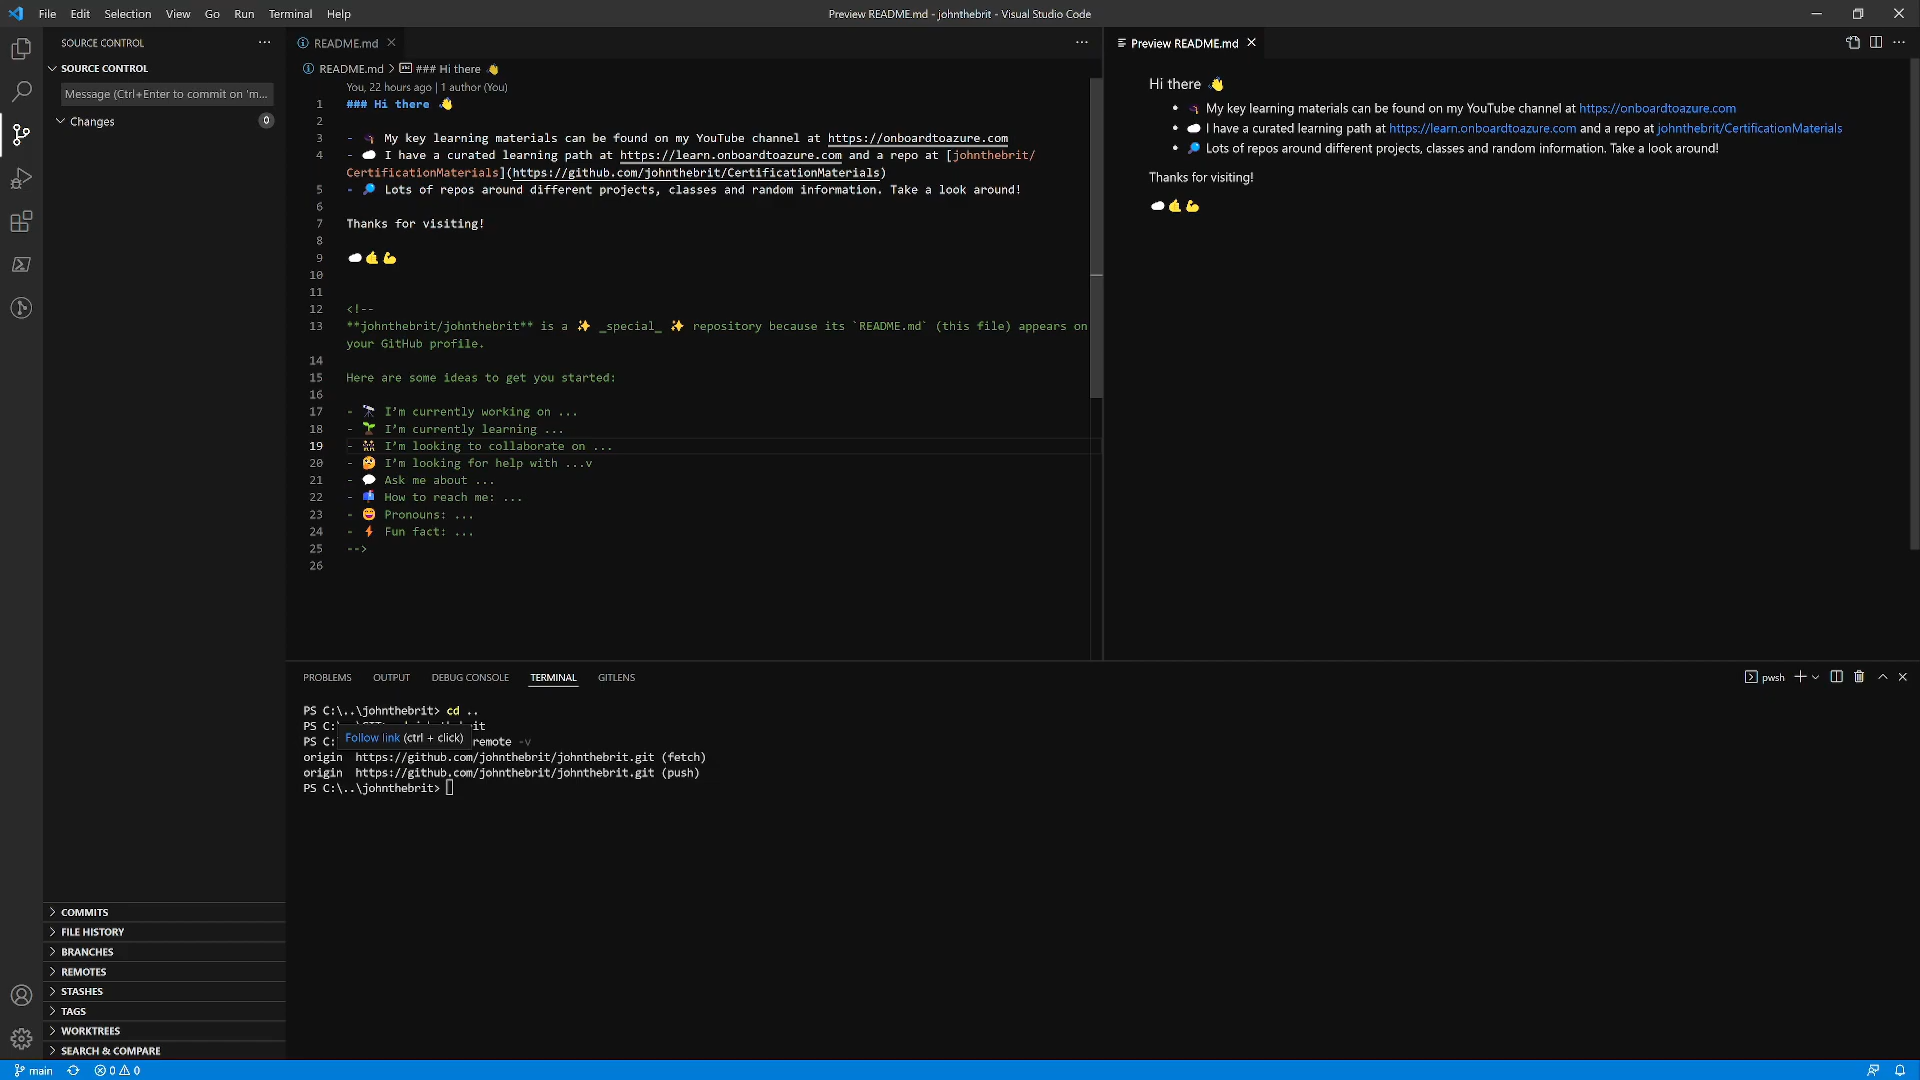 File Edit Selection View Go Run Terminal Help
Preview README.md - johnthebrit - Visual Studio Code
SOURCE CONTROL
SOURCE CONTROL
Message (Ctrl+Enter to commit on 'm...
Changes 0
COMMITS
FILE HISTORY
BRANCHES
REMOTES
STASHES
TAGS
WORKTREES
SEARCH & COMPARE
README.md
README.md > ### Hi there 👋
You, 22 hours ago | 1 author (You)
1 ### Hi there 👋
2
3 - My key learning materials can be found on my YouTube channel at https://onboardtoazure.com
4 - ☁️ I have a curated learning path at https://learn.onboardtoazure.com and a repo at [johnthebrit/
CertificationMaterials](https://github.com/johnthebrit/CertificationMaterials)
5 - 🔎 Lots of repos around different projects, classes and random information. Take a look around!
6
7 Thanks for visiting!
8
9 ☁️🤙💪
10
11
12 <!--
13 **johnthebrit/johnthebrit** is a ✨ _special_ ✨ repository because its `README.md` (this file) appears on
your GitHub profile.
14
15 Here are some ideas to get you started:
16
17 - 🔭 I’m currently working on ...
18 - 🌱 I’m currently learning ...
19 - 👯 I’m looking to collaborate on ...
20 - 🤔 I’m looking for help with ...v
21 - 💬 Ask me about ...
22 - 📫 How to reach me: ...
23 - 😄 Pronouns: ...
24 - ⚡ Fun fact: ...
25 -->
26
Preview README.md
Hi there 👋
• My key learning materials can be found on my YouTube channel at https://onboardtoazure.com
• ☁️ I have a curated learning path at https://learn.onboardtoazure.com and a repo at johnthebrit/CertificationMaterials
• 🔎 Lots of repos around different projects, classes and random information. Take a look around!
Thanks for visiting!
☁️🤙💪
PROBLEMS OUTPUT DEBUG CONSOLE TERMINAL GITLENS
pwsh
PS C:\..\johnthebrit> cd ..
PS C:
PS C: remote -v
Follow link (ctrl + click)
origin https://github.com/johnthebrit/johnthebrit.git (fetch)
origin https://github.com/johnthebrit/johnthebrit.git (push)
PS C:\..\johnthebrit>
main 0 0